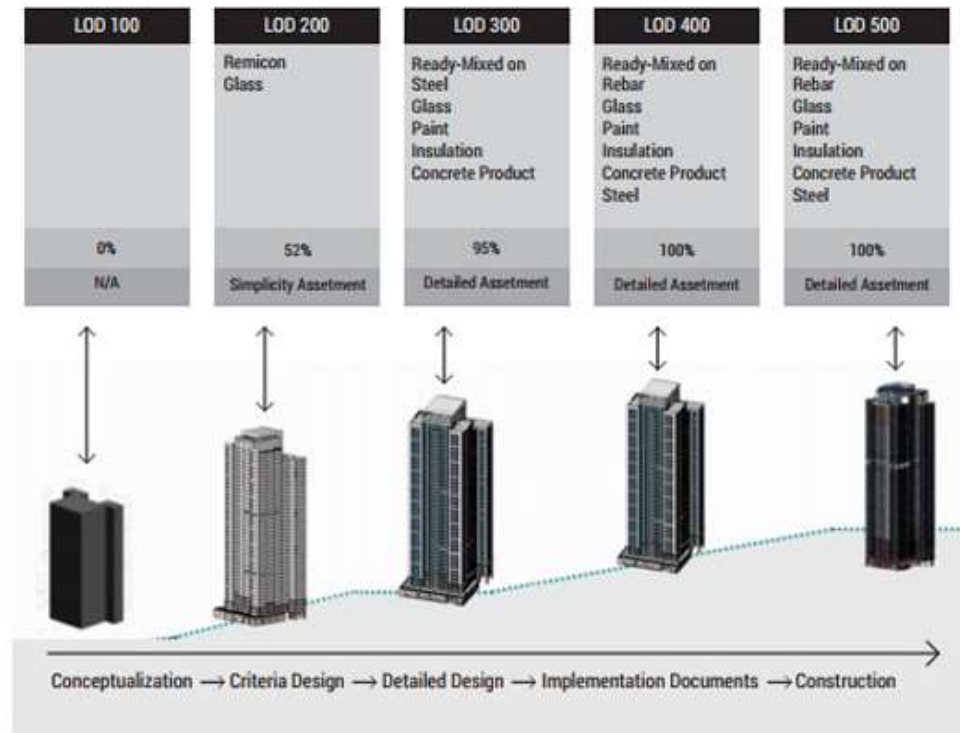 LOD 100
0%
N/A
LOD 200
Remicon
Glass
52%
Simplicity Assetment
LOD 300
Ready-Mixed on
Steel
Glass
Paint
Insulation
Concrete Product
95%
Detailed Assetment
LOD 400
Ready-Mixed on
Rebar
Glass
Paint
Insulation
Concrete Product
Steel
100%
Detailed Assetment
LOD 500
Ready-Mixed on
Rebar
Glass
Paint
Insulation
Concrete Product
Steel
100%
Detailed Assetment
Conceptualization → Criteria Design → Detailed Design → Implementation Documents → Construction